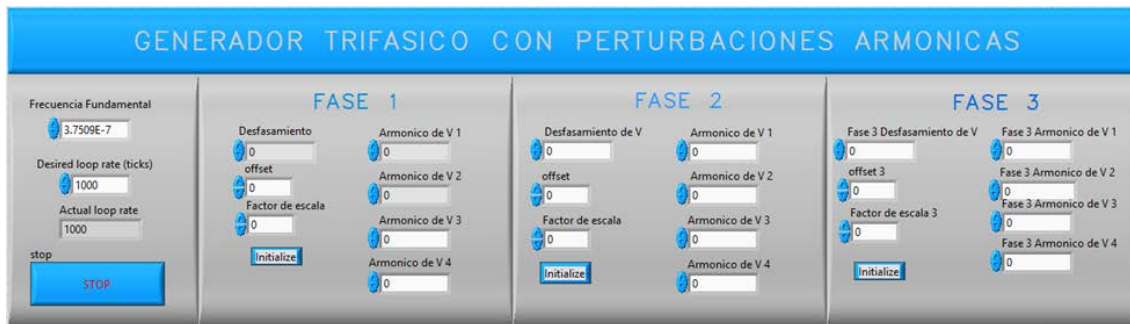 GENERADOR TRIFASICO CON PERTURBACIONES ARMONICAS
Frecuencia Fundamental
3.7509E-7
Desired loop rate (ticks)
1000
Actual loop rate
1000
stop
STOP
FASE 1
Desfasamiento
0
offset
0
Factor de escala
0
Initialize
Armonico de V 1
0
Armonico de V 2
0
Armonico de V 3
0
Armonico de V 4
0
FASE 2
Desfasamiento de V
0
offset
0
Factor de escala
0
Initialize
Armonico de V 1
0
Armonico de V 2
0
Armonico de V 3
0
Armonico de V 4
0
FASE 3
Fase 3 Desfasamiento de V
0
offset 3
0
Factor de escala 3
0
Initialize
Fase 3 Armonico de V 1
0
Fase 3 Armonico de V 2
0
Fase 3 Armonico de V 3
0
Fase 3 Armonico de V 4
0